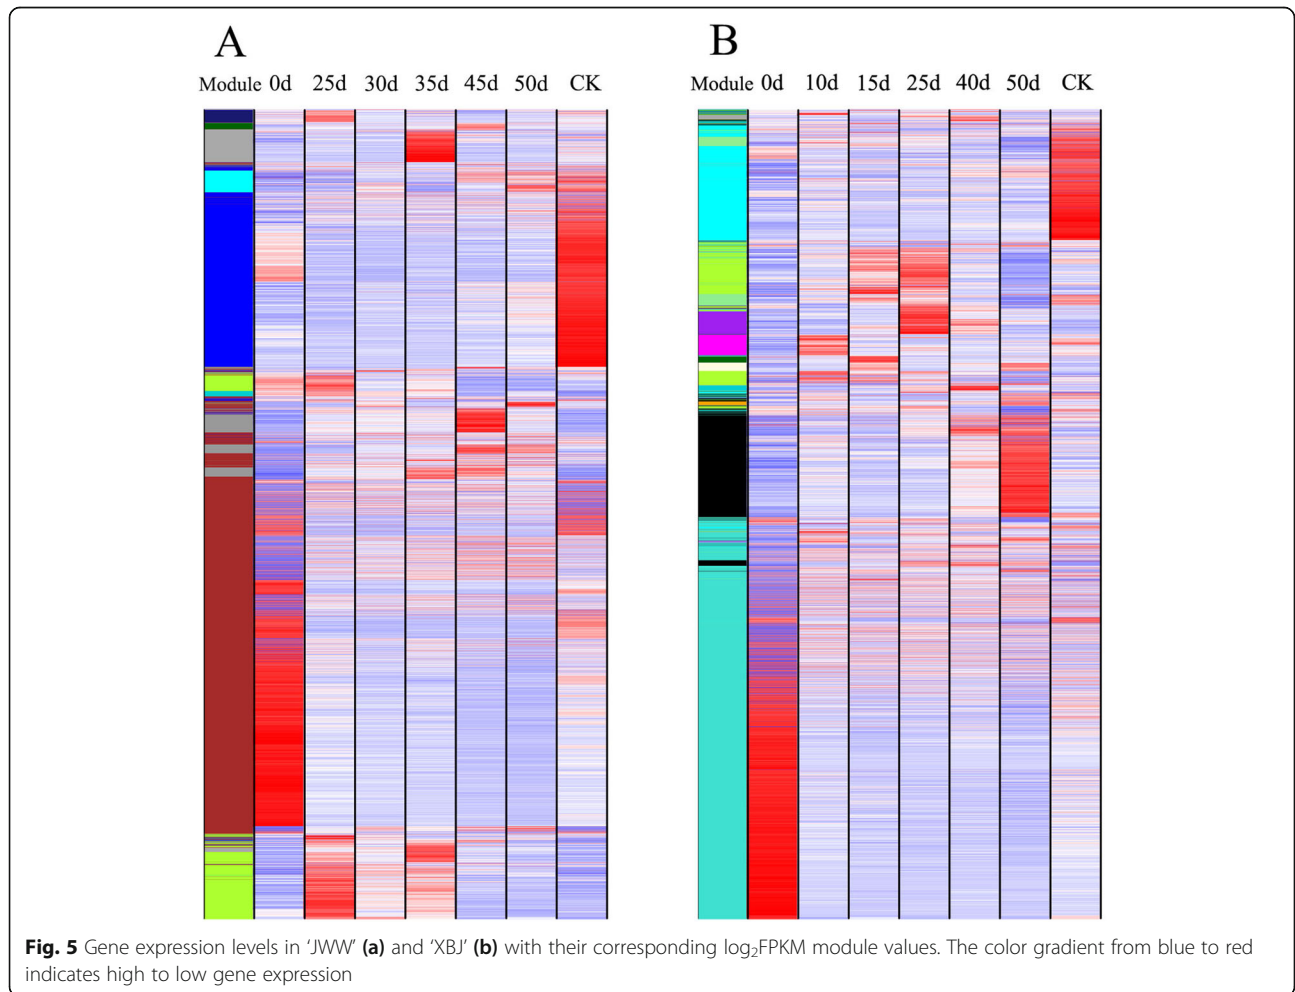 A
B
Module 0d 25d 30d 35d 45d 50d CK
Module 0d 10d 15d 25d 40d 50d CK
Fig. 5 Gene expression levels in ‘JWW’ (a) and ‘XBJ’ (b) with their corresponding log₂FPKM module values. The color gradient from blue to red
indicates high to low gene expression